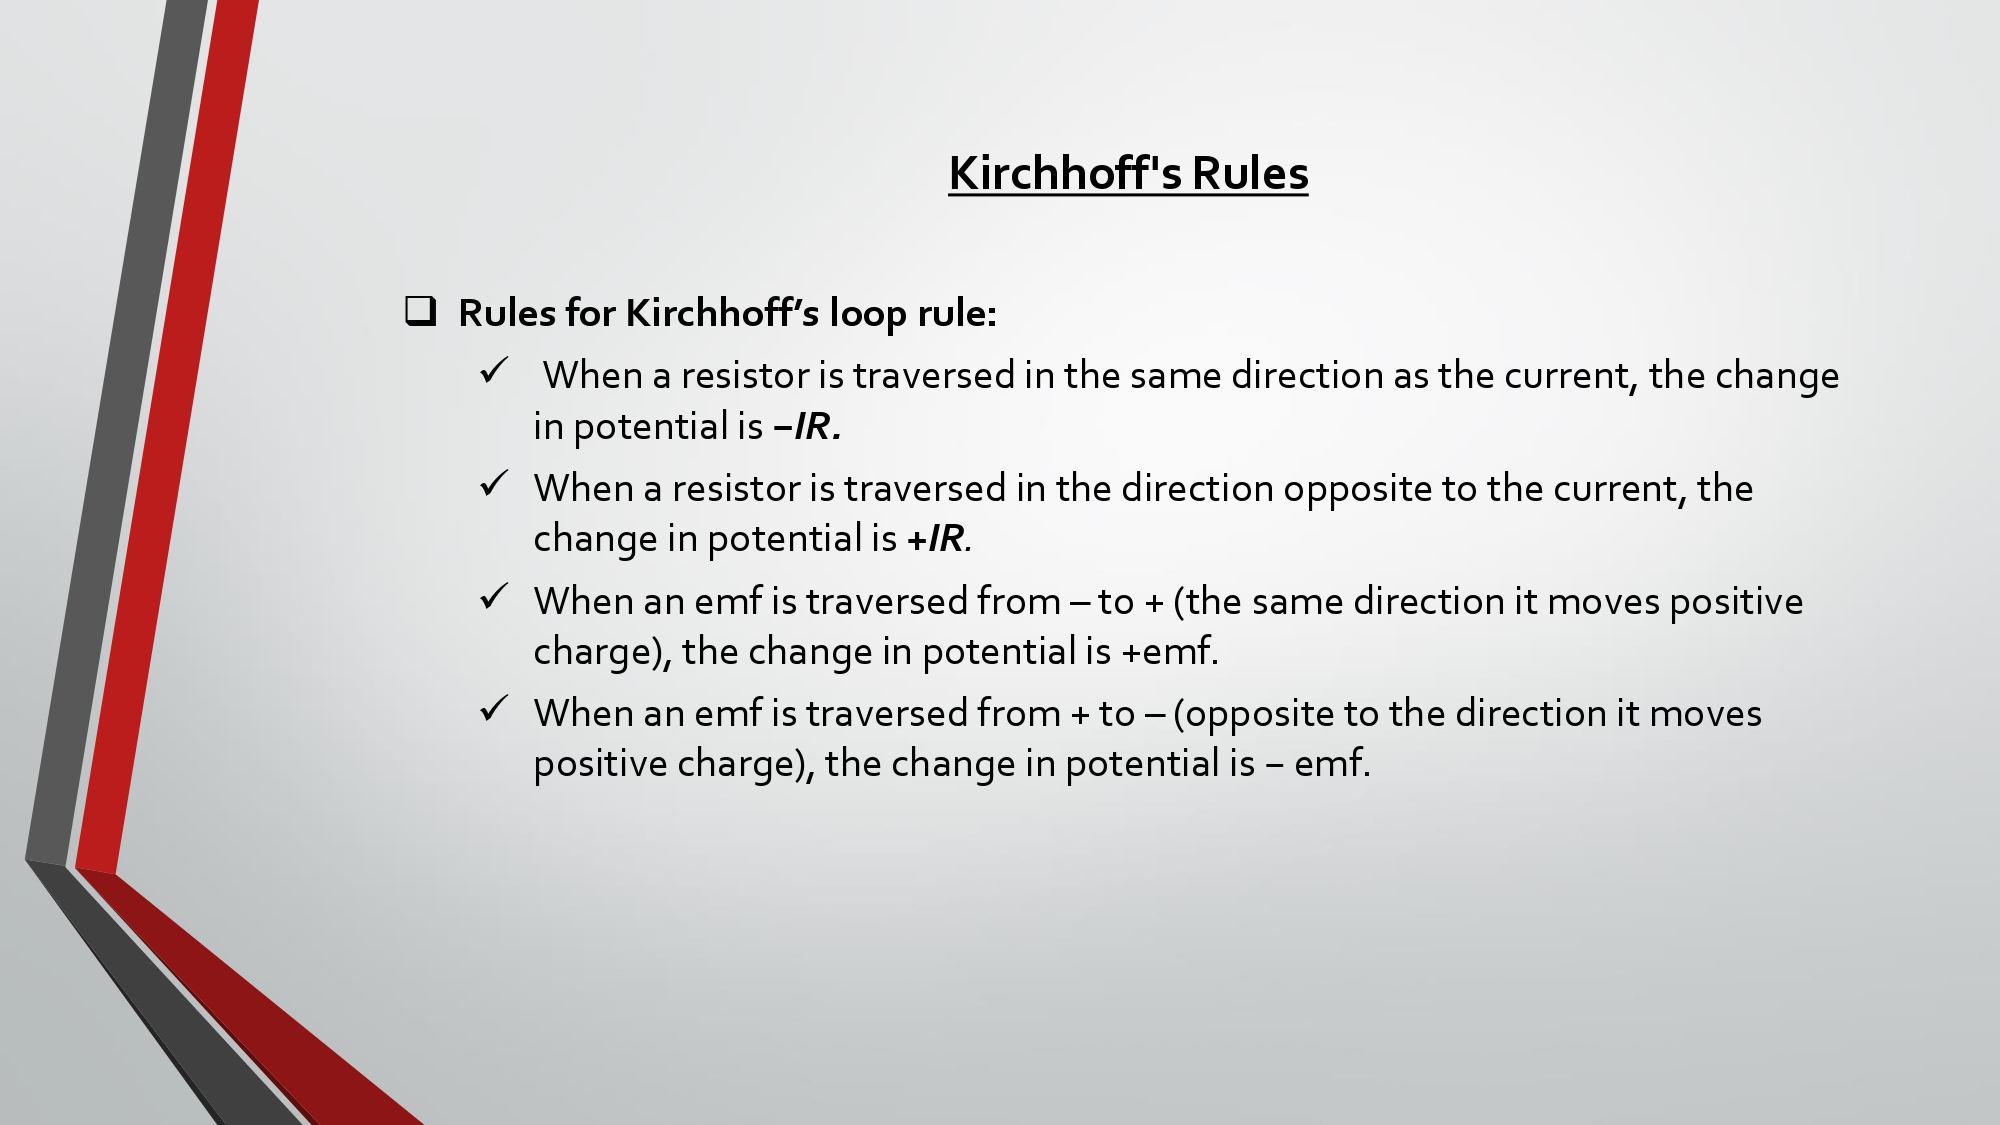 Kirchhoff's Rules
❑ Rules for Kirchhoff’s loop rule:
✓ When a resistor is traversed in the same direction as the current, the change
in potential is –IR.
✓ When a resistor is traversed in the direction opposite to the current, the
change in potential is +IR.
✓ When an emf is traversed from – to + (the same direction it moves positive
charge), the change in potential is +emf.
✓ When an emf is traversed from + to – (opposite to the direction it moves
positive charge), the change in potential is − emf.